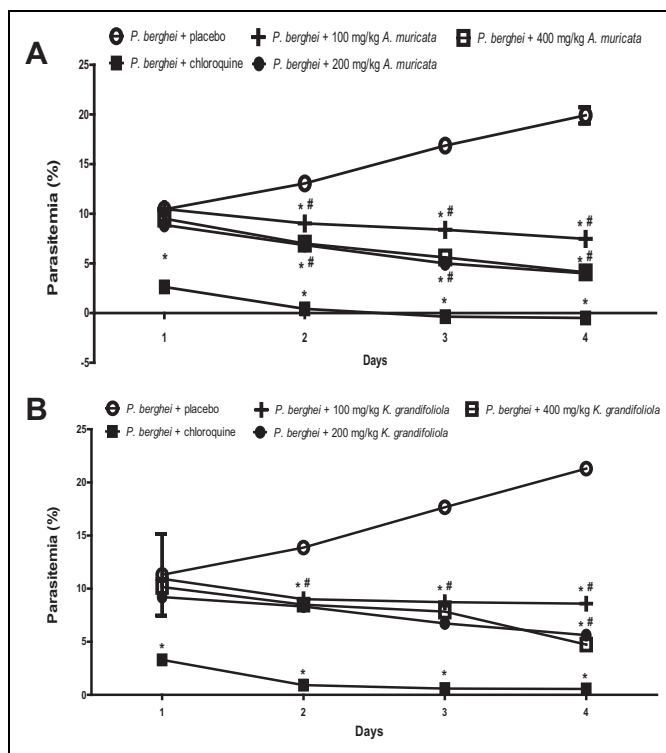 A
P. berghei + placebo P. berghei + 100 mg/kg A. muricata P. berghei + 400 mg/kg A. muricata
P. berghei + chloroquine P. berghei + 200 mg/kg A. muricata
25
20
15
10
5
0
-5
Parasitemia (%)
* # * # * #
* * # * # * #
* * *
1 2 3 4
Days
B
P. berghei + placebo P. berghei + 100 mg/kg K. grandifoliola P. berghei + 400 mg/kg K. grandifoliola
P. berghei + chloroquine P. berghei + 200 mg/kg K. grandifoliola
25
20
15
10
5
0
Parasitemia (%)
* # * # * #
* #
* * * *
1 2 3 4
Days